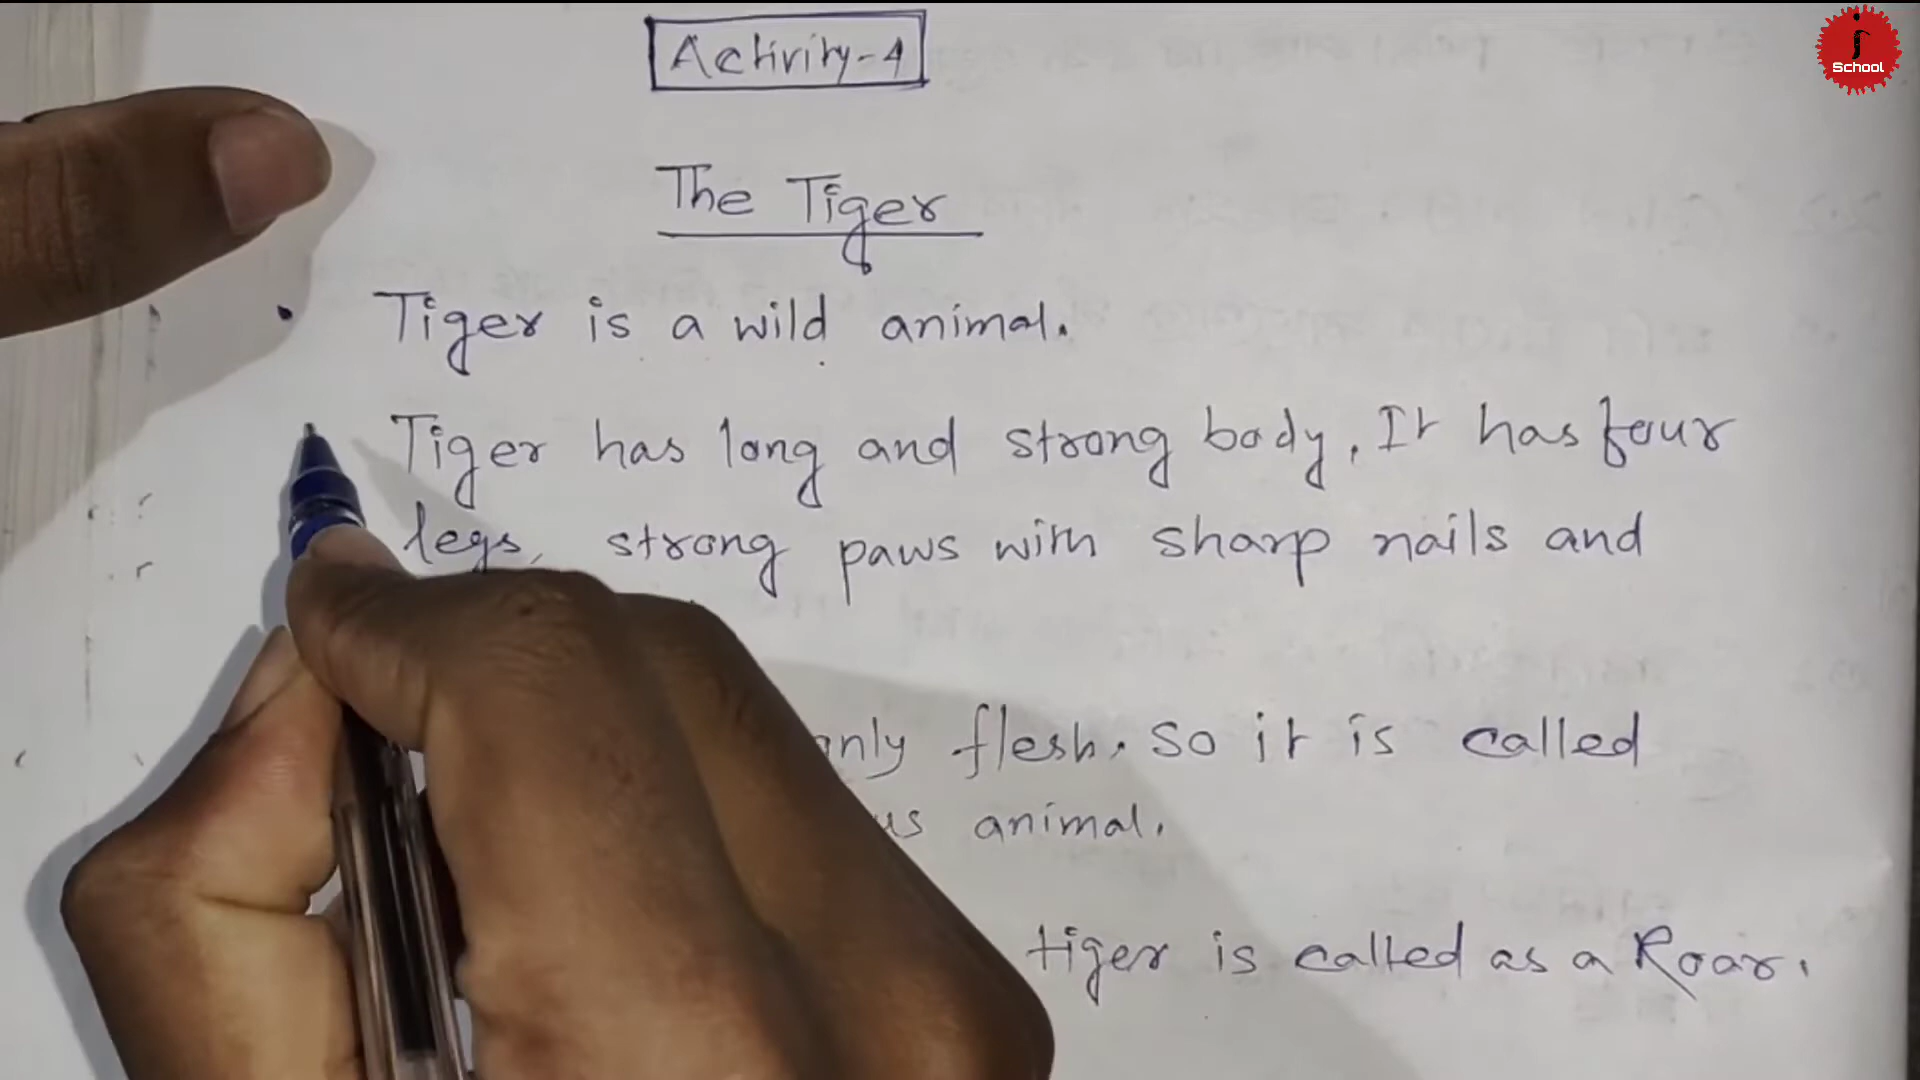 Activity-4
The Tiger
• Tiger is a wild animal.
Tiger has long and strong body. It has four
legs, strong paws with sharp nails and
only flesh. So it is called
animal.
tiger is called as a Roar.
School